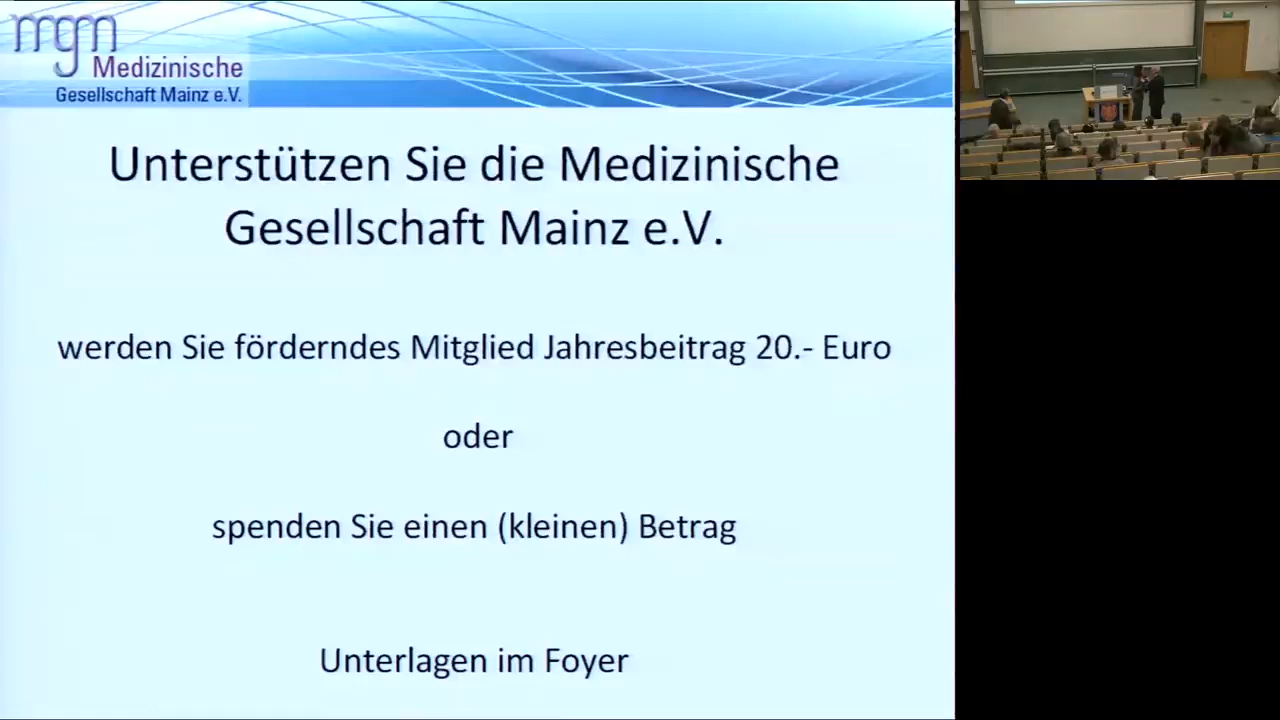 mgm
Medizinische
Gesellschaft Mainz e.V.
Unterstützen Sie die Medizinische
Gesellschaft Mainz e.V.
werden Sie förderndes Mitglied Jahresbeitrag 20.- Euro
oder
spenden Sie einen (kleinen) Betrag
Unterlagen im Foyer